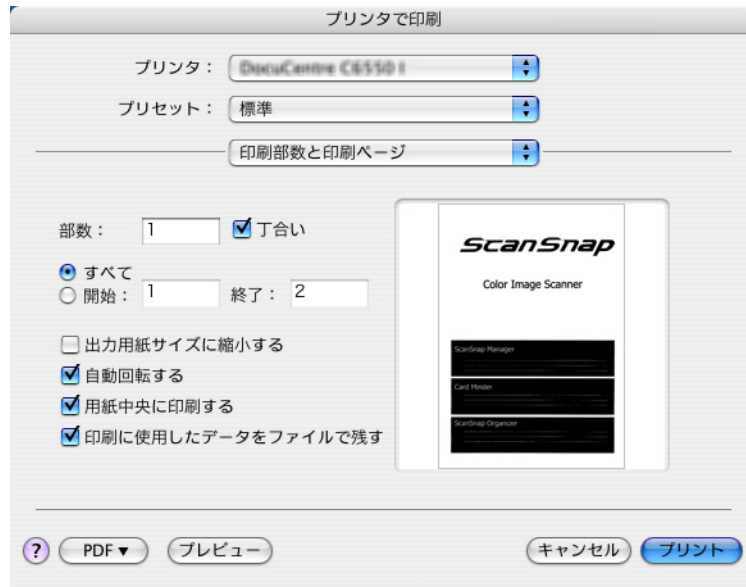 プリンタで印刷
プリンタ： DocuCentre C6550 I
プリセット： 標準
印刷部数と印刷ページ
部数： 1 丁合い
すべて
開始： 1 終了： 2
出力用紙サイズに縮小する
自動回転する
用紙中央に印刷する
印刷に使用したデータをファイルで残す
ScanSnap
Color Image Scanner
ScanSnap Manager
Card Minder
ScanSnap Organizer
? PDF▼ プレビュー キャンセル プリント